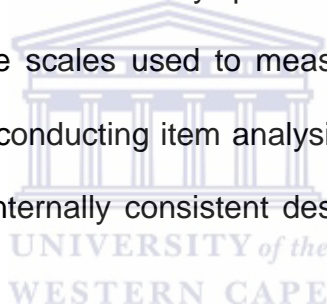 e scales used to meas
conducting item analysi
nternally consistent des
UNIVERSITY of the
WESTERN CAPE